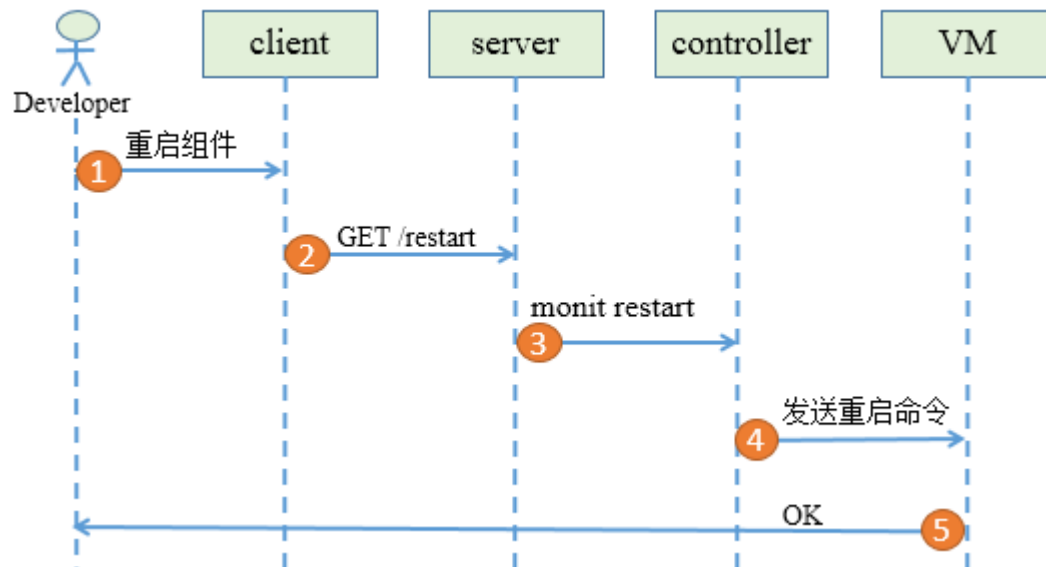 client
server
controller
VM
Developer
重启组件
1
GET /restart
2
monit restart
3
发送重启命令
4
OK
5